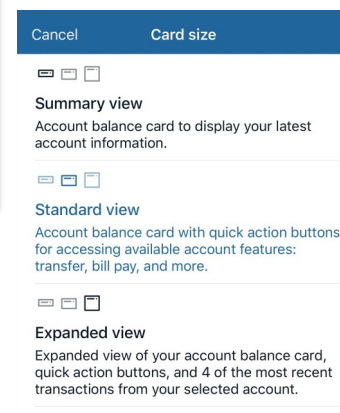 Cancel Card size
Summary view
Account balance card to display your latest
account information.
Standard view
Account balance card with quick action buttons
for accessing available account features:
transfer, bill pay, and more.
Expanded view
Expanded view of your account balance card,
quick action buttons, and 4 of the most recent
transactions from your selected account.